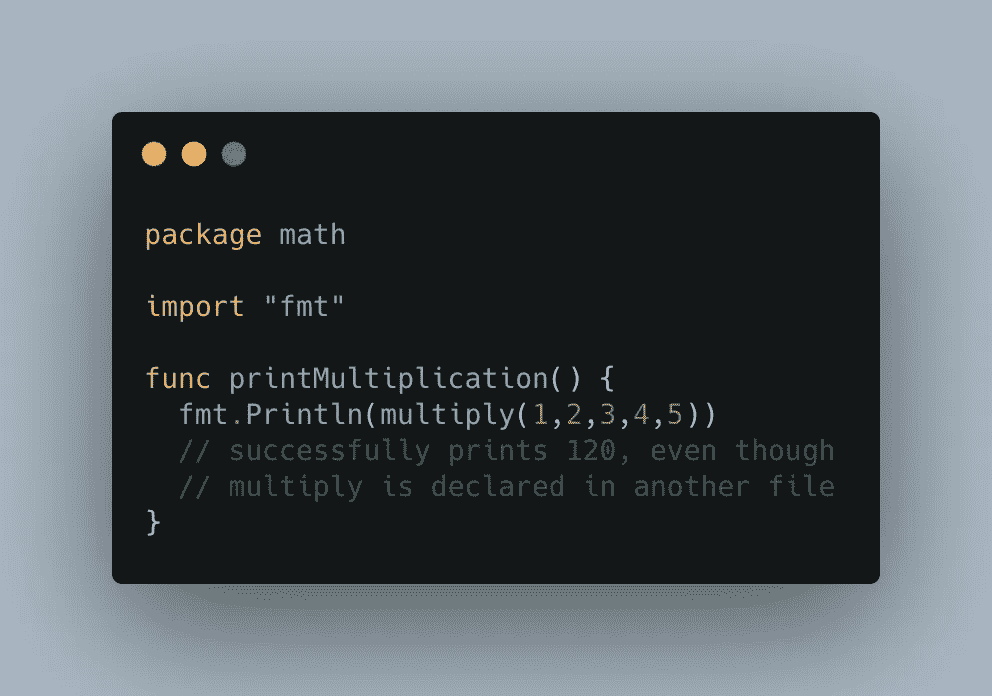 package math
import "fmt"
func printMultiplication() {
  fmt.Println(multiply(1,2,3,4,5))
  // successfully prints 120, even though
  // multiply is declared in another file
}